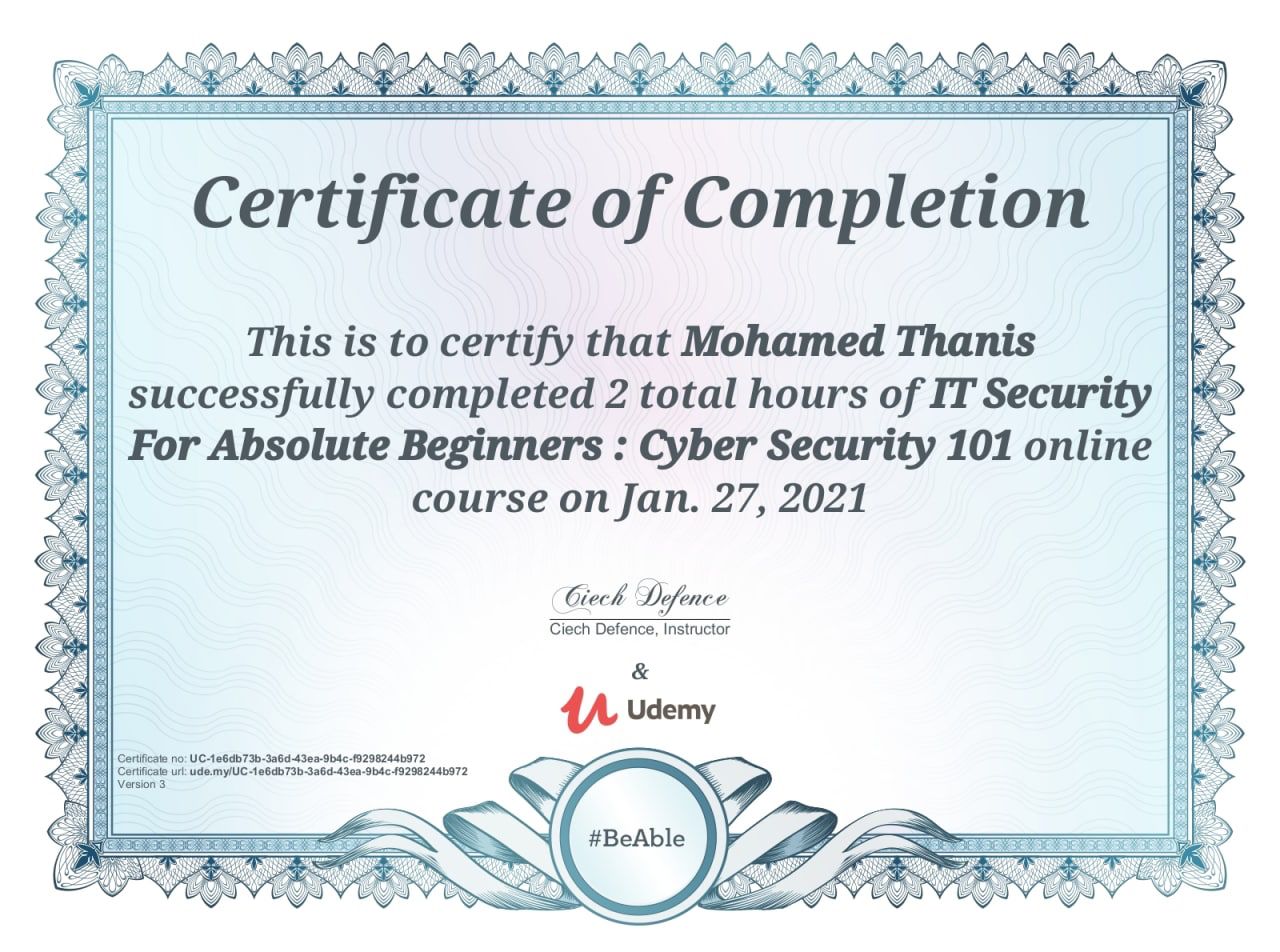 Certificate of Completion
This is to certify that Mohamed Thanis
successfully completed 2 total hours of IT Security
For Absolute Beginners : Cyber Security 101 online
course on Jan. 27, 2021
Ciech Defence
Ciech Defence, Instructor
&
Udemy
Certificate no: UC-1e6db73b-3a6d-43ea-9b4c-f9298244b972
Certificate url: ude.my/UC-1e6db73b-3a6d-43ea-9b4c-f9298244b972
Version 3
#BeAble